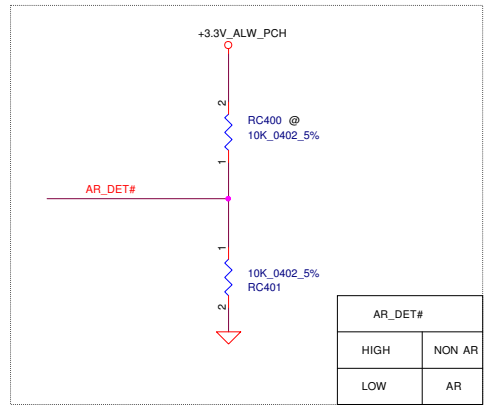 +3.3V_ALW_PCH
2
RC400 @
10K_0402_5%
1
AR_DET#
1
10K_0402_5%
RC401
2
AR_DET#
HIGH NON AR
LOW AR